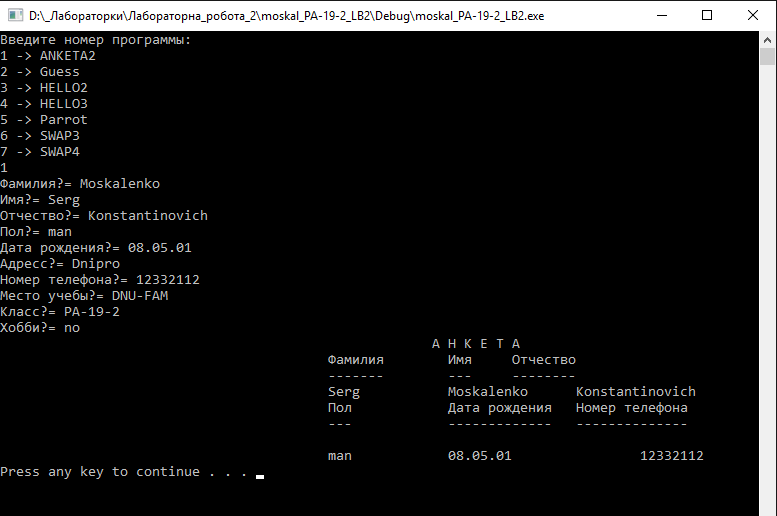 D:\_Лабораторки\Лабораторна_робота_2\moskal_PA-19-2_LB2\Debug\moskal_PA-19-2_LB2.exe
Введите номер программы:
1 -> ANKETA2
2 -> Guess
3 -> HELLO2
4 -> HELLO3
5 -> Parrot
6 -> SWAP3
7 -> SWAP4
1
Фамилия?= Moskalenko
Имя?= Serg
Отчество?= Konstantinovich
Пол?= man
Дата рождения?= 08.05.01
Адресс?= Dnipro
Номер телефона?= 12332112
Место учебы?= DNU-FAM
Класс?= PA-19-2
Хобби?= no
А Н К Е Т А
Фамилия Имя Отчество
------- --- --------
Serg Moskalenko Konstantinovich
Пол Дата рождения Номер телефона
--- ------------- --------------
man 08.05.01 12332112
Press any key to continue . . .